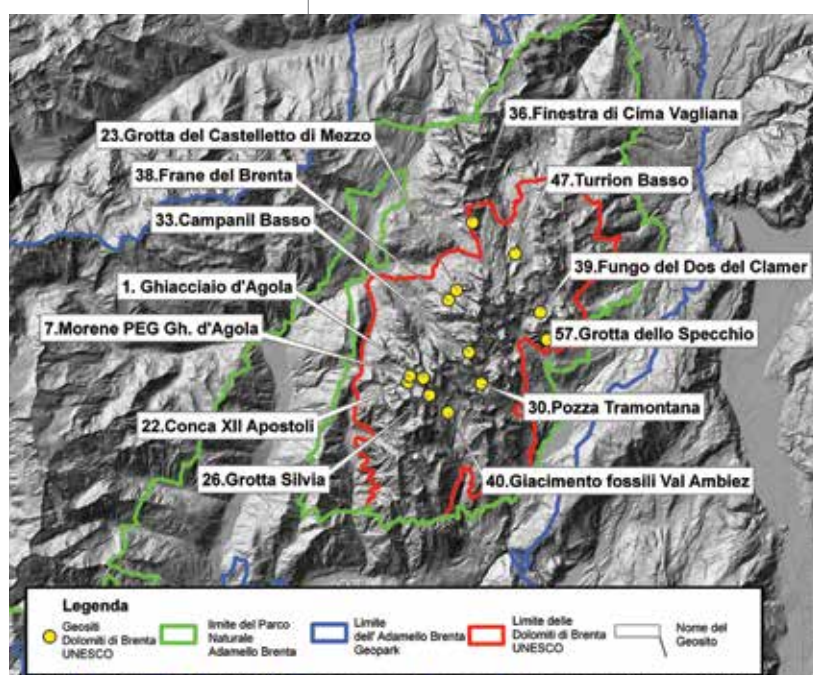 36.Finestra di Cima Vagliana
23.Grotta del Castelletto di Mezzo
47.Turrion Basso
38.Frane del Brenta
33.Campanil Basso
39.Fungo del Dos del Clamer
1. Ghiacciaio d'Agola
7.Morene PEG Gh. d'Agola
57.Grotta dello Specchio
30.Pozza Tramontana
22.Conca XII Apostoli
26.Grotta Silvia
40.Giacimento fossili Val Ambiez
Legenda
Geositi
Dolomiti di Brenta
UNESCO
limite del Parco
Naturale
Adamello Brenta
Limite
dell' Adamello Brenta
Geopark
Limite delle
Dolomiti di Brenta
UNESCO
Nome del
Geosito